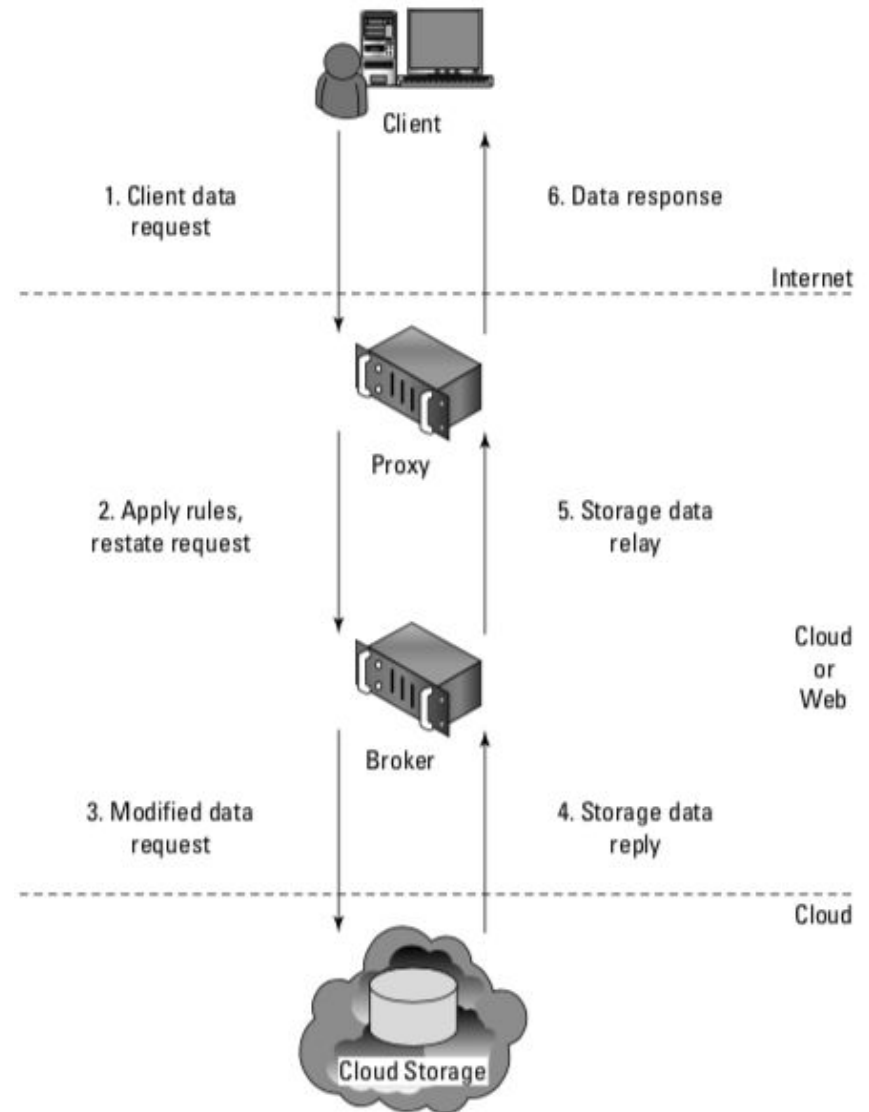 Client
1. Client data
request
6. Data response
Internet
Proxy
2. Apply rules,
restate request
5. Storage data
relay
Cloud
or
Web
Broker
3. Modified data
request
4. Storage data
reply
Cloud
Cloud Storage